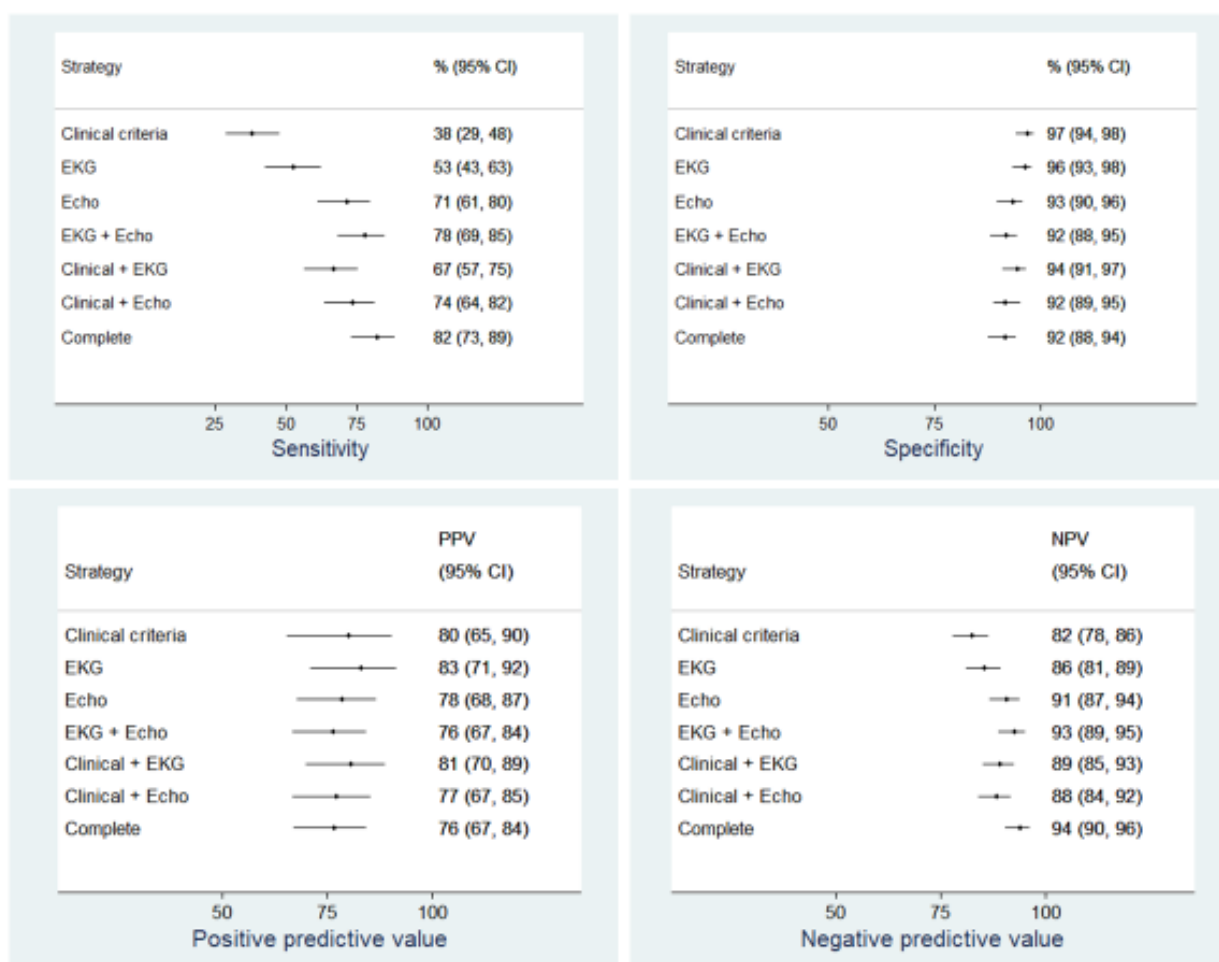 Strategy % (95% CI)
Clinical criteria 38 (29, 48)
EKG 53 (43, 63)
Echo 71 (61, 80)
EKG + Echo 78 (69, 85)
Clinical + EKG 67 (57, 75)
Clinical + Echo 74 (64, 82)
Complete 82 (73, 89)
25 50 75 100
Sensitivity
Strategy % (95% CI)
Clinical criteria 97 (94, 98)
EKG 96 (93, 98)
Echo 93 (90, 96)
EKG + Echo 92 (88, 95)
Clinical + EKG 94 (91, 97)
Clinical + Echo 92 (89, 95)
Complete 92 (88, 94)
50 75 100
Specificity
PPV
Strategy (95% CI)
Clinical criteria 80 (65, 90)
EKG 83 (71, 92)
Echo 78 (68, 87)
EKG + Echo 76 (67, 84)
Clinical + EKG 81 (70, 89)
Clinical + Echo 77 (67, 85)
Complete 76 (67, 84)
50 75 100
Positive predictive value
NPV
Strategy (95% CI)
Clinical criteria 82 (78, 86)
EKG 86 (81, 89)
Echo 91 (87, 94)
EKG + Echo 93 (89, 95)
Clinical + EKG 89 (85, 93)
Clinical + Echo 88 (84, 92)
Complete 94 (90, 96)
50 75 100
Negative predictive value